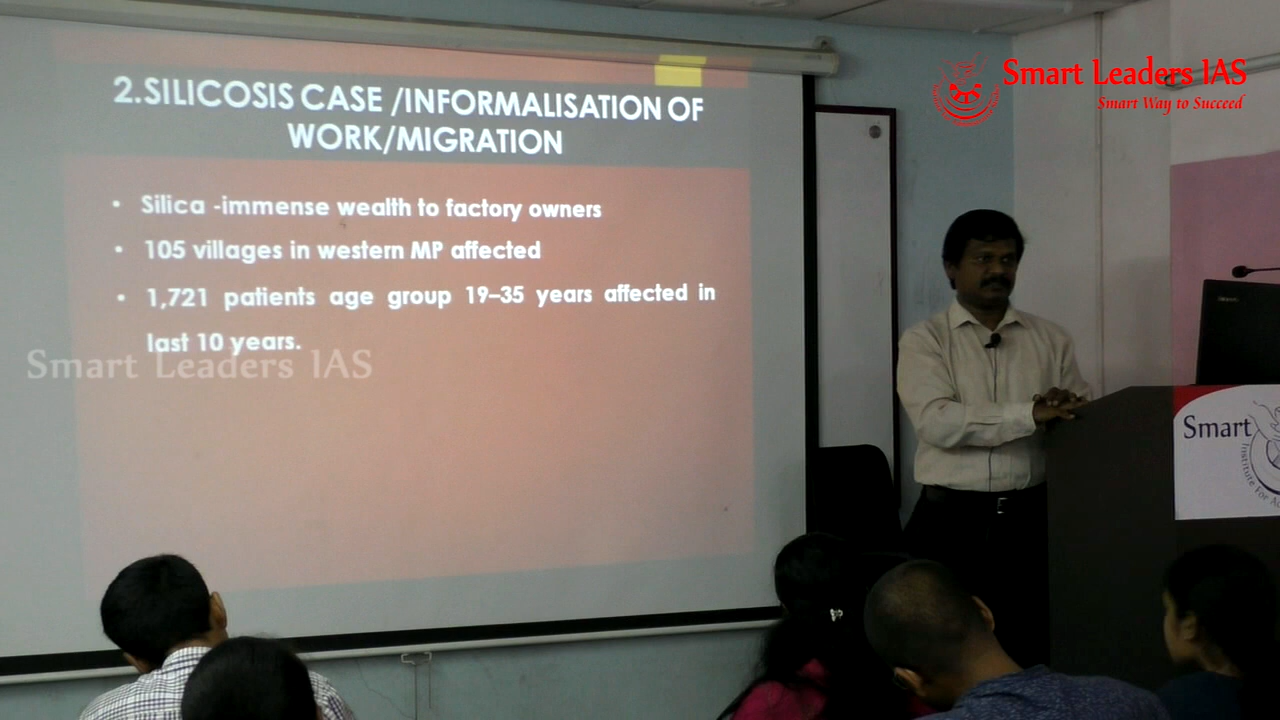 2.SILICOSIS CASE /INFORMALISATION OF
WORK/MIGRATION
• Silica -immense wealth to factory owners
• 105 villages in western MP affected
• 1,721 patients age group 19–35 years affected in
last 10 years.
Smart Leaders IAS
Smart Leaders IAS
Smart Way to Succeed
Smart
Institute For